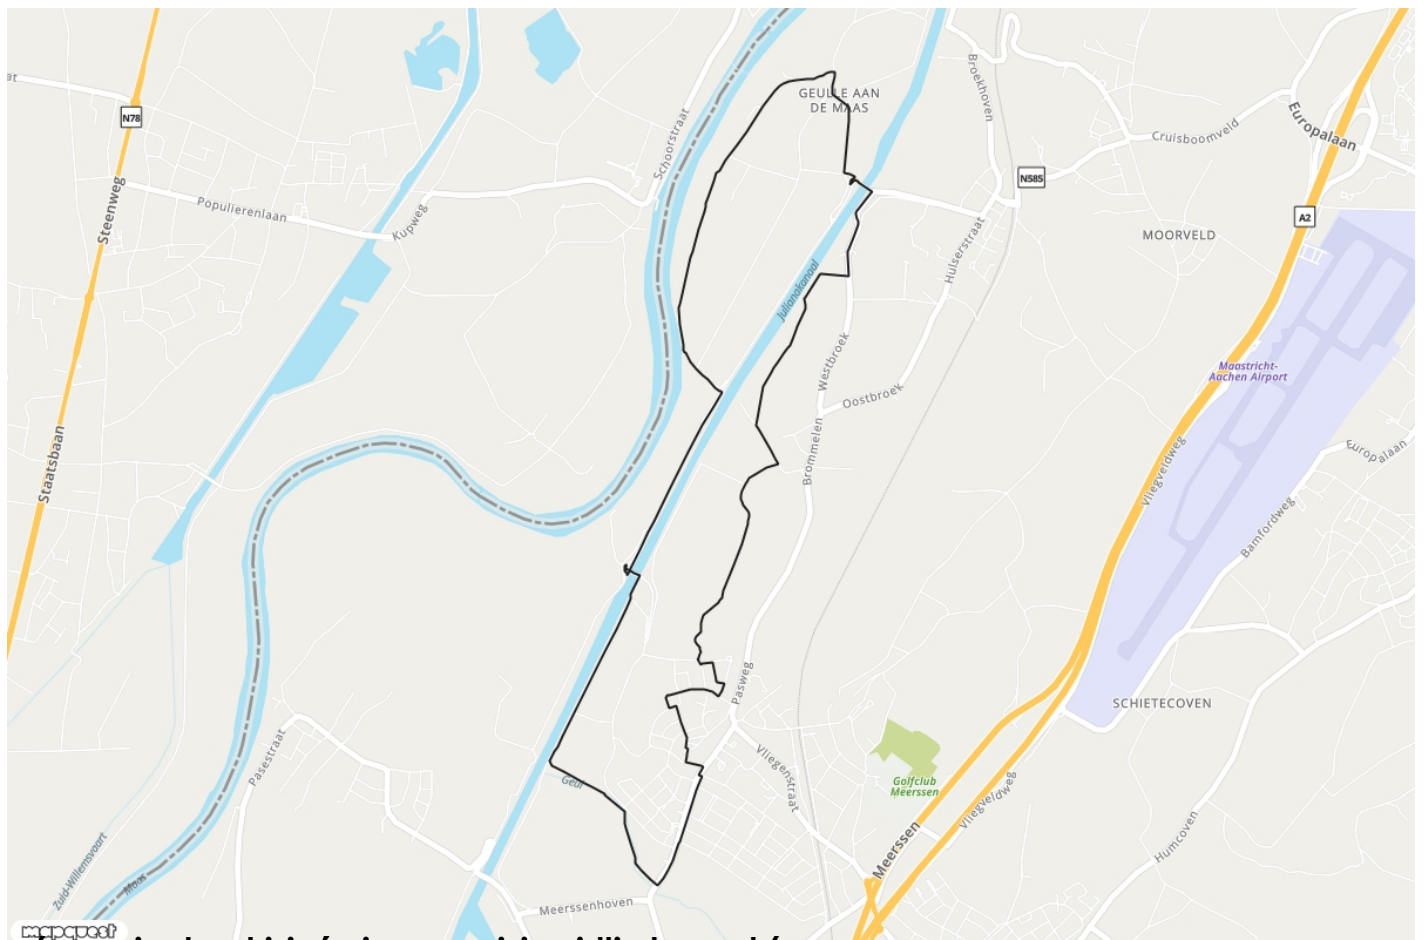 at
N78
Steenweg
Populierenlaan
Kupweg
Schoorstraat
GEULLE AAN
DE MAAS
Broekhoven
Cruisboomveld
Europalaan
N585
A2
MOORVELD
Hulserstraat
Julianakanaal
Westbroek
Oostbroek
Maastricht-
Aachen Airport
Staatsbaan
Brommelen
Vliegveldweg
Europalaan
Bamfordweg
Pasweg
SCHIETECOVEN
Pasestraat
Vliegenstraat
Geul
Golfclub
Meerssen
Vliegveldweg
Meerssen
Humcoven
Zuid-Willemsvaart
Maas
Meerssenhoven
mapquest